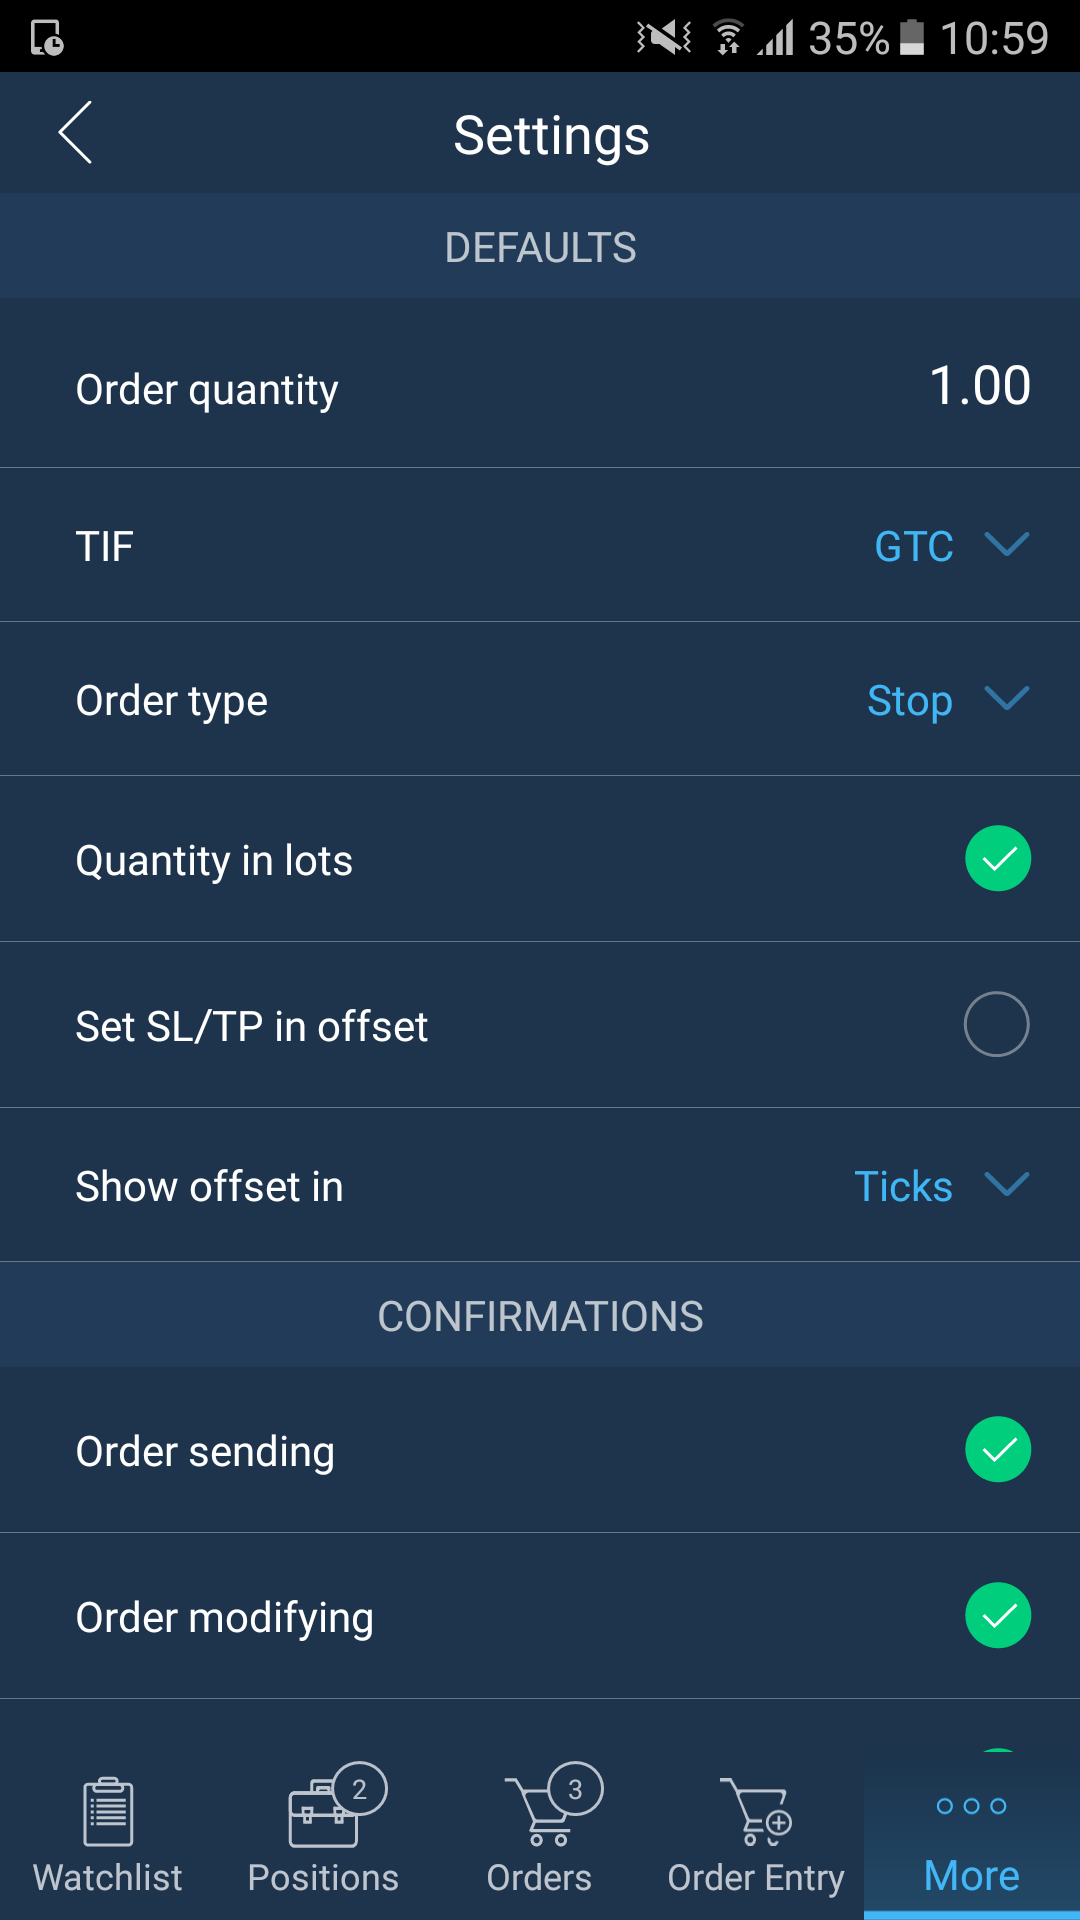 35% 10:59
Settings
DEFAULTS
Order quantity 1.00
TIF GTC
Order type Stop
Quantity in lots
Set SL/TP in offset
Show offset in Ticks
CONFIRMATIONS
Order sending
Order modifying
2 3
Watchlist Positions Orders Order Entry More